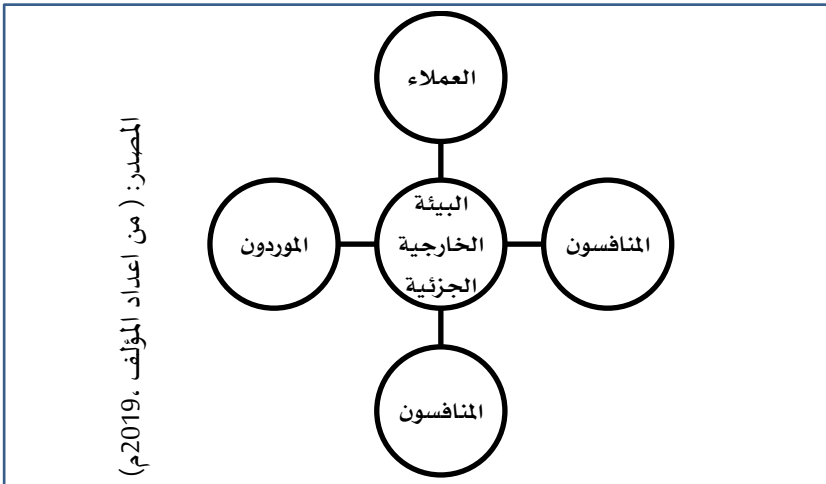 العملاء
المنافسون
البيئة
الخارجية
الجزئية
الموردون
المنافسون
المصدر: ( من اعداد المؤلف ،2019م)